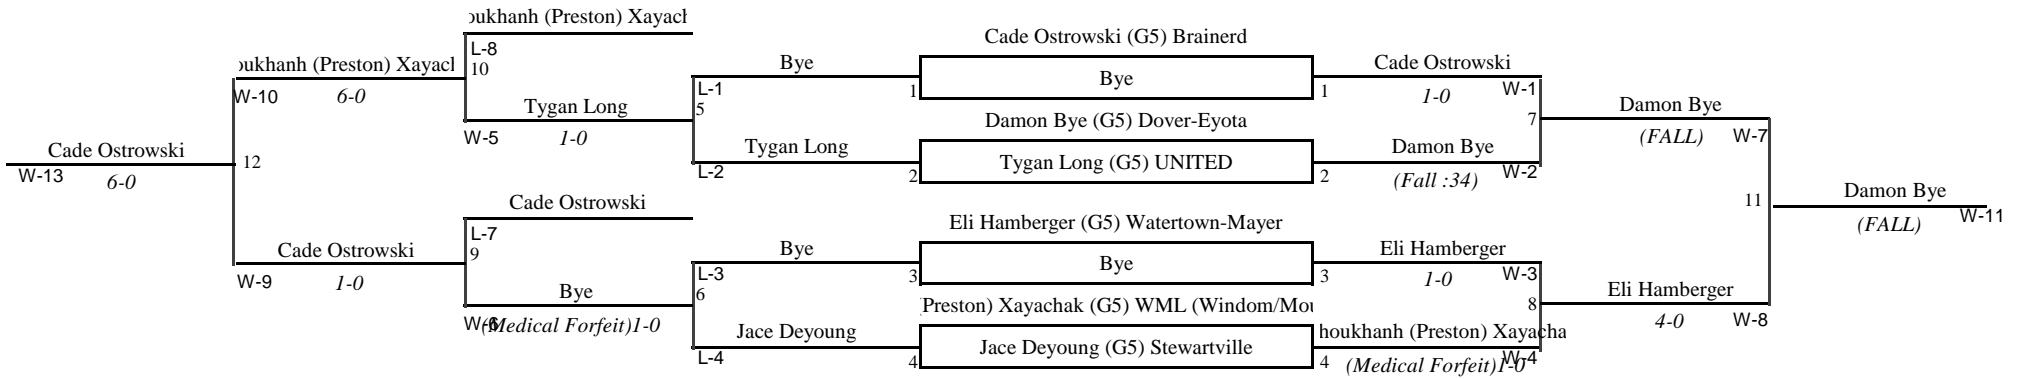 oukhanh (Preston) Xayach
L-8
10
oukhanh (Preston) Xayacl
W-10
6-0
Tygan Long
W-5
1-0
Cade Ostrowski
W-13
6-0
12
Cade Ostrowski
L-7
9
Cade Ostrowski
W-9
1-0
Bye
W-6
(Medical Forfeit)1-0
Bye
L-1
1
5
Tygan Long
L-2
2
Bye
L-3
3
6
Jace Deyoung
L-4
4
Cade Ostrowski (G5) Brainerd
Bye
Damon Bye (G5) Dover-Eyota
Tygan Long (G5) UNITED
Eli Hamberger (G5) Watertown-Mayer
Bye
(Preston) Xayachak (G5) WML (Windom/Mou
Jace Deyoung (G5) Stewartville
Cade Ostrowski
1
1-0
W-1
7
Damon Bye
2
(Fall :34)
W-2
Eli Hamberger
3
1-0
W-3
8
houkhanh (Preston) Xayacha
4
(Medical Forfeit)1-0
W-4
Damon Bye
(FALL)
W-7
11
Eli Hamberger
4-0
W-8
Damon Bye
(FALL)
W-11